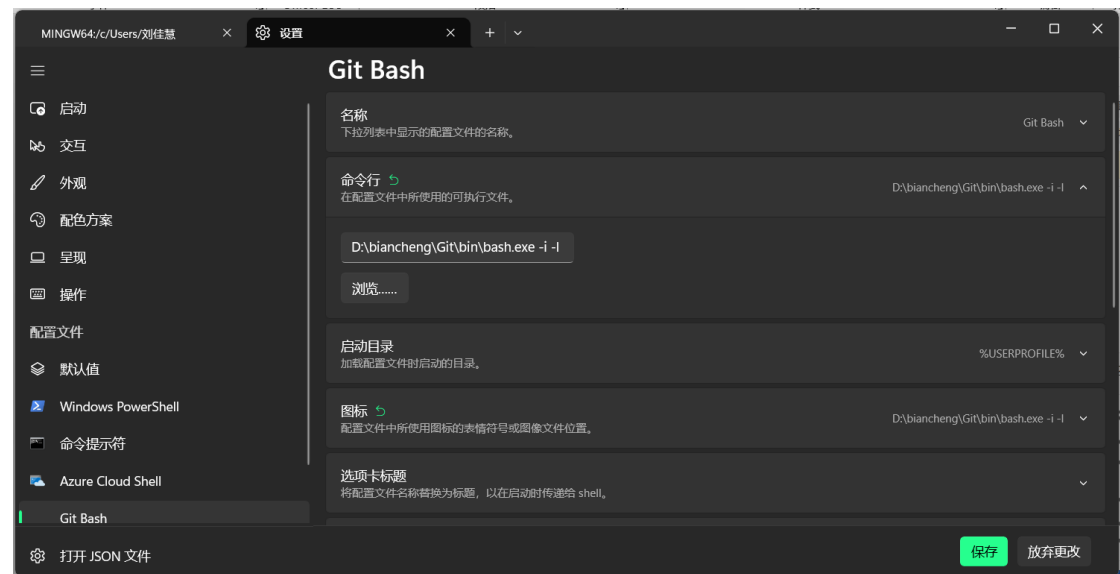 MINGW64:/c/Users/刘佳慧
设置
Git Bash
启动
交互
外观
配色方案
呈现
操作
配置文件
默认值
Windows PowerShell
命令提示符
Azure Cloud Shell
Git Bash
打开 JSON 文件
名称
下拉列表中显示的配置文件的名称。
Git Bash
命令行
在配置文件中所使用的可执行文件。
D:\biancheng\Git\bin\bash.exe -i -l
D:\biancheng\Git\bin\bash.exe -i -l
浏览......
启动目录
加载配置文件时启动的目录。
%USERPROFILE%
图标
配置文件中所使用图标的表情符号或图像文件位置。
D:\biancheng\Git\bin\bash.exe -i -l
选项卡标题
将配置文件名称替换为标题，以在启动时传递给 shell。
保存
放弃更改